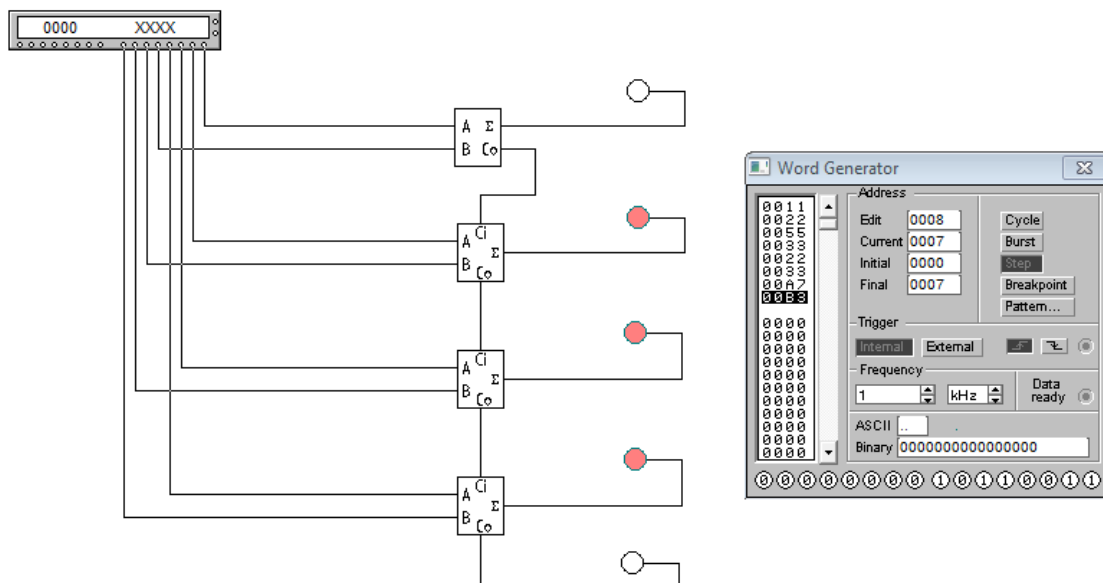 0000 XXXX
A Σ
B Co
Ci
A Σ
B
Co
Ci
A Σ
B
Co
Ci
A Σ
B
Co
Word Generator
0011
0022
0055
0033
0022
0033
00A7
00B3
0000
0000
0000
0000
0000
0000
0000
0000
0000
0000
0000
Address
Edit 0008
Current 0007
Initial 0000
Final 0007
Cycle
Burst
Step
Breakpoint
Pattern...
Trigger
Internal External
Frequency
1 kHz
Data ready
ASCII .. .
Binary 0000000000000000
0 0 0 0 0 0 0 0 1 0 1 1 0 0 1 1